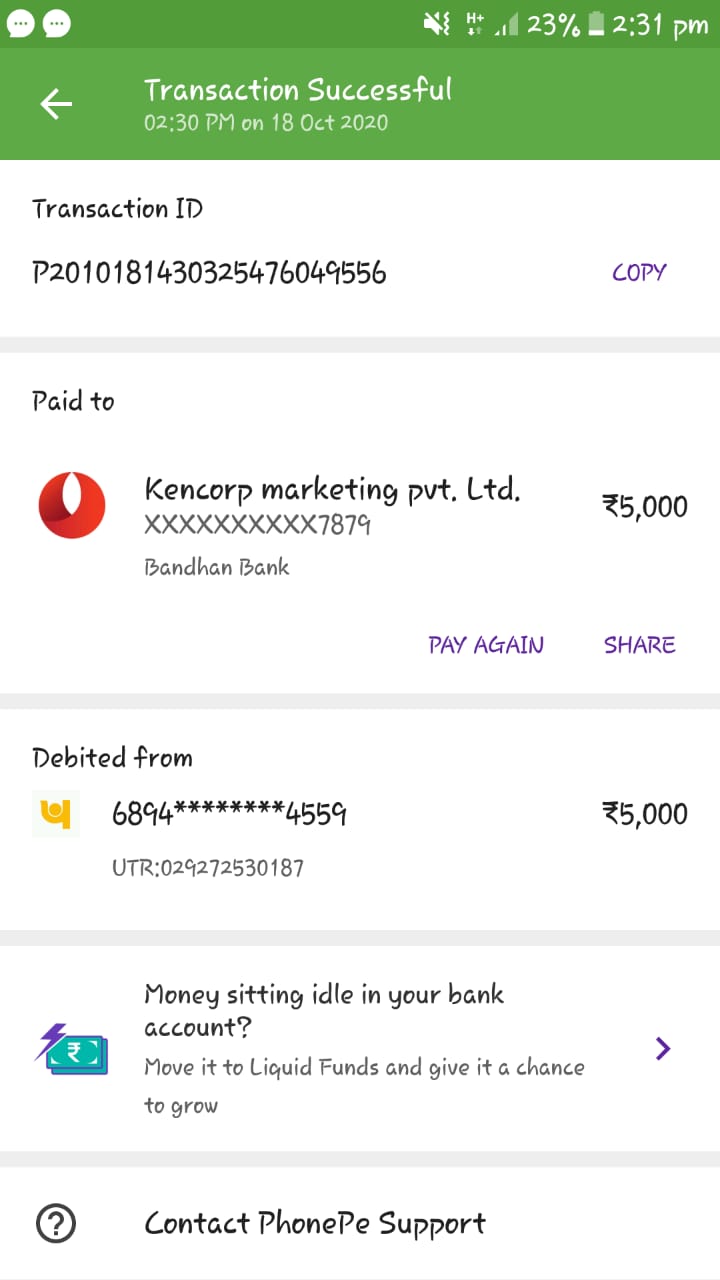 H+ 23% 2:31 pm
Transaction Successful
02:30 PM on 18 Oct 2020
Transaction ID
P2010181430325476049556 COPY
Paid to
Kencorp marketing pvt. Ltd. ₹5,000
XXXXXXXXXX7879
Bandhan Bank
PAY AGAIN SHARE
Debited from
6894********4559 ₹5,000
UTR:029272530187
Money sitting idle in your bank
account?
Move it to Liquid Funds and give it a chance
to grow
Contact PhonePe Support